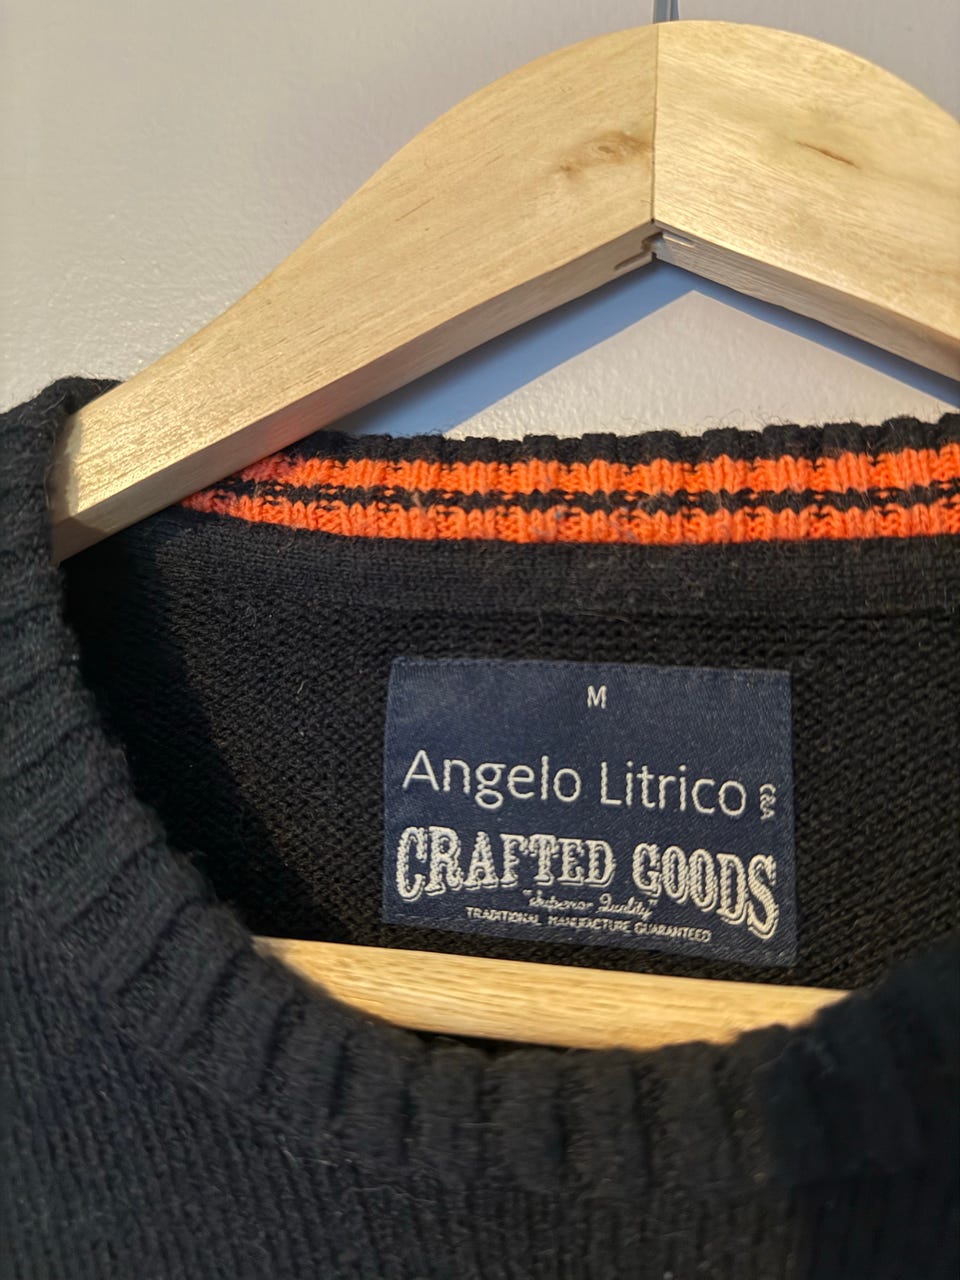 M
Angelo Litrico C&A
CRAFTED GOODS
"Superior Quality"
TRADITIONAL MANUFACTURE GUARANTEED